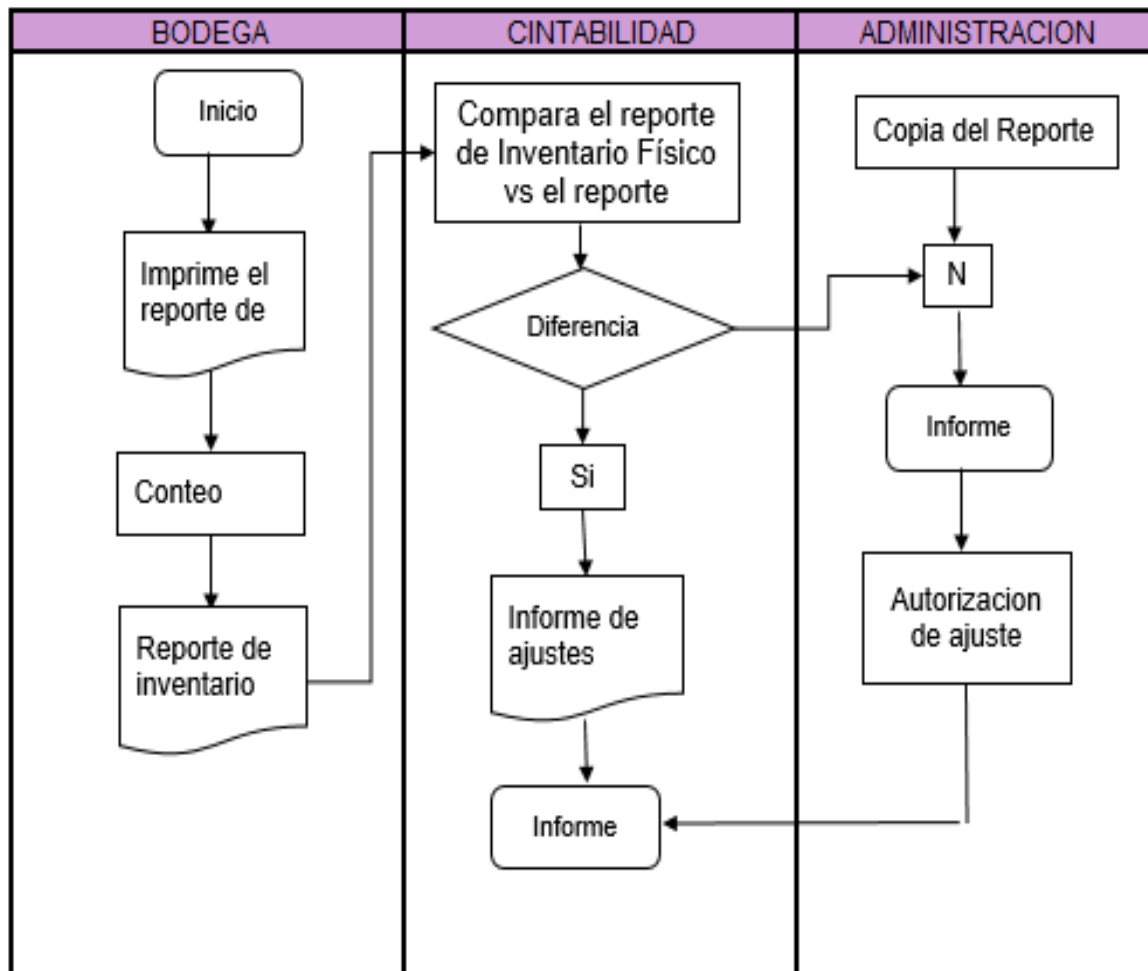 BODEGA
CINTABILIDAD
ADMINISTRACION
Inicio
Imprime el
reporte de
Conteo
Reporte de
inventario
Compara el reporte
de Inventario Físico
vs el reporte
Diferencia
Si
Informe de
ajustes
Informe
Copia del Reporte
N
Informe
Autorizacion
de ajuste